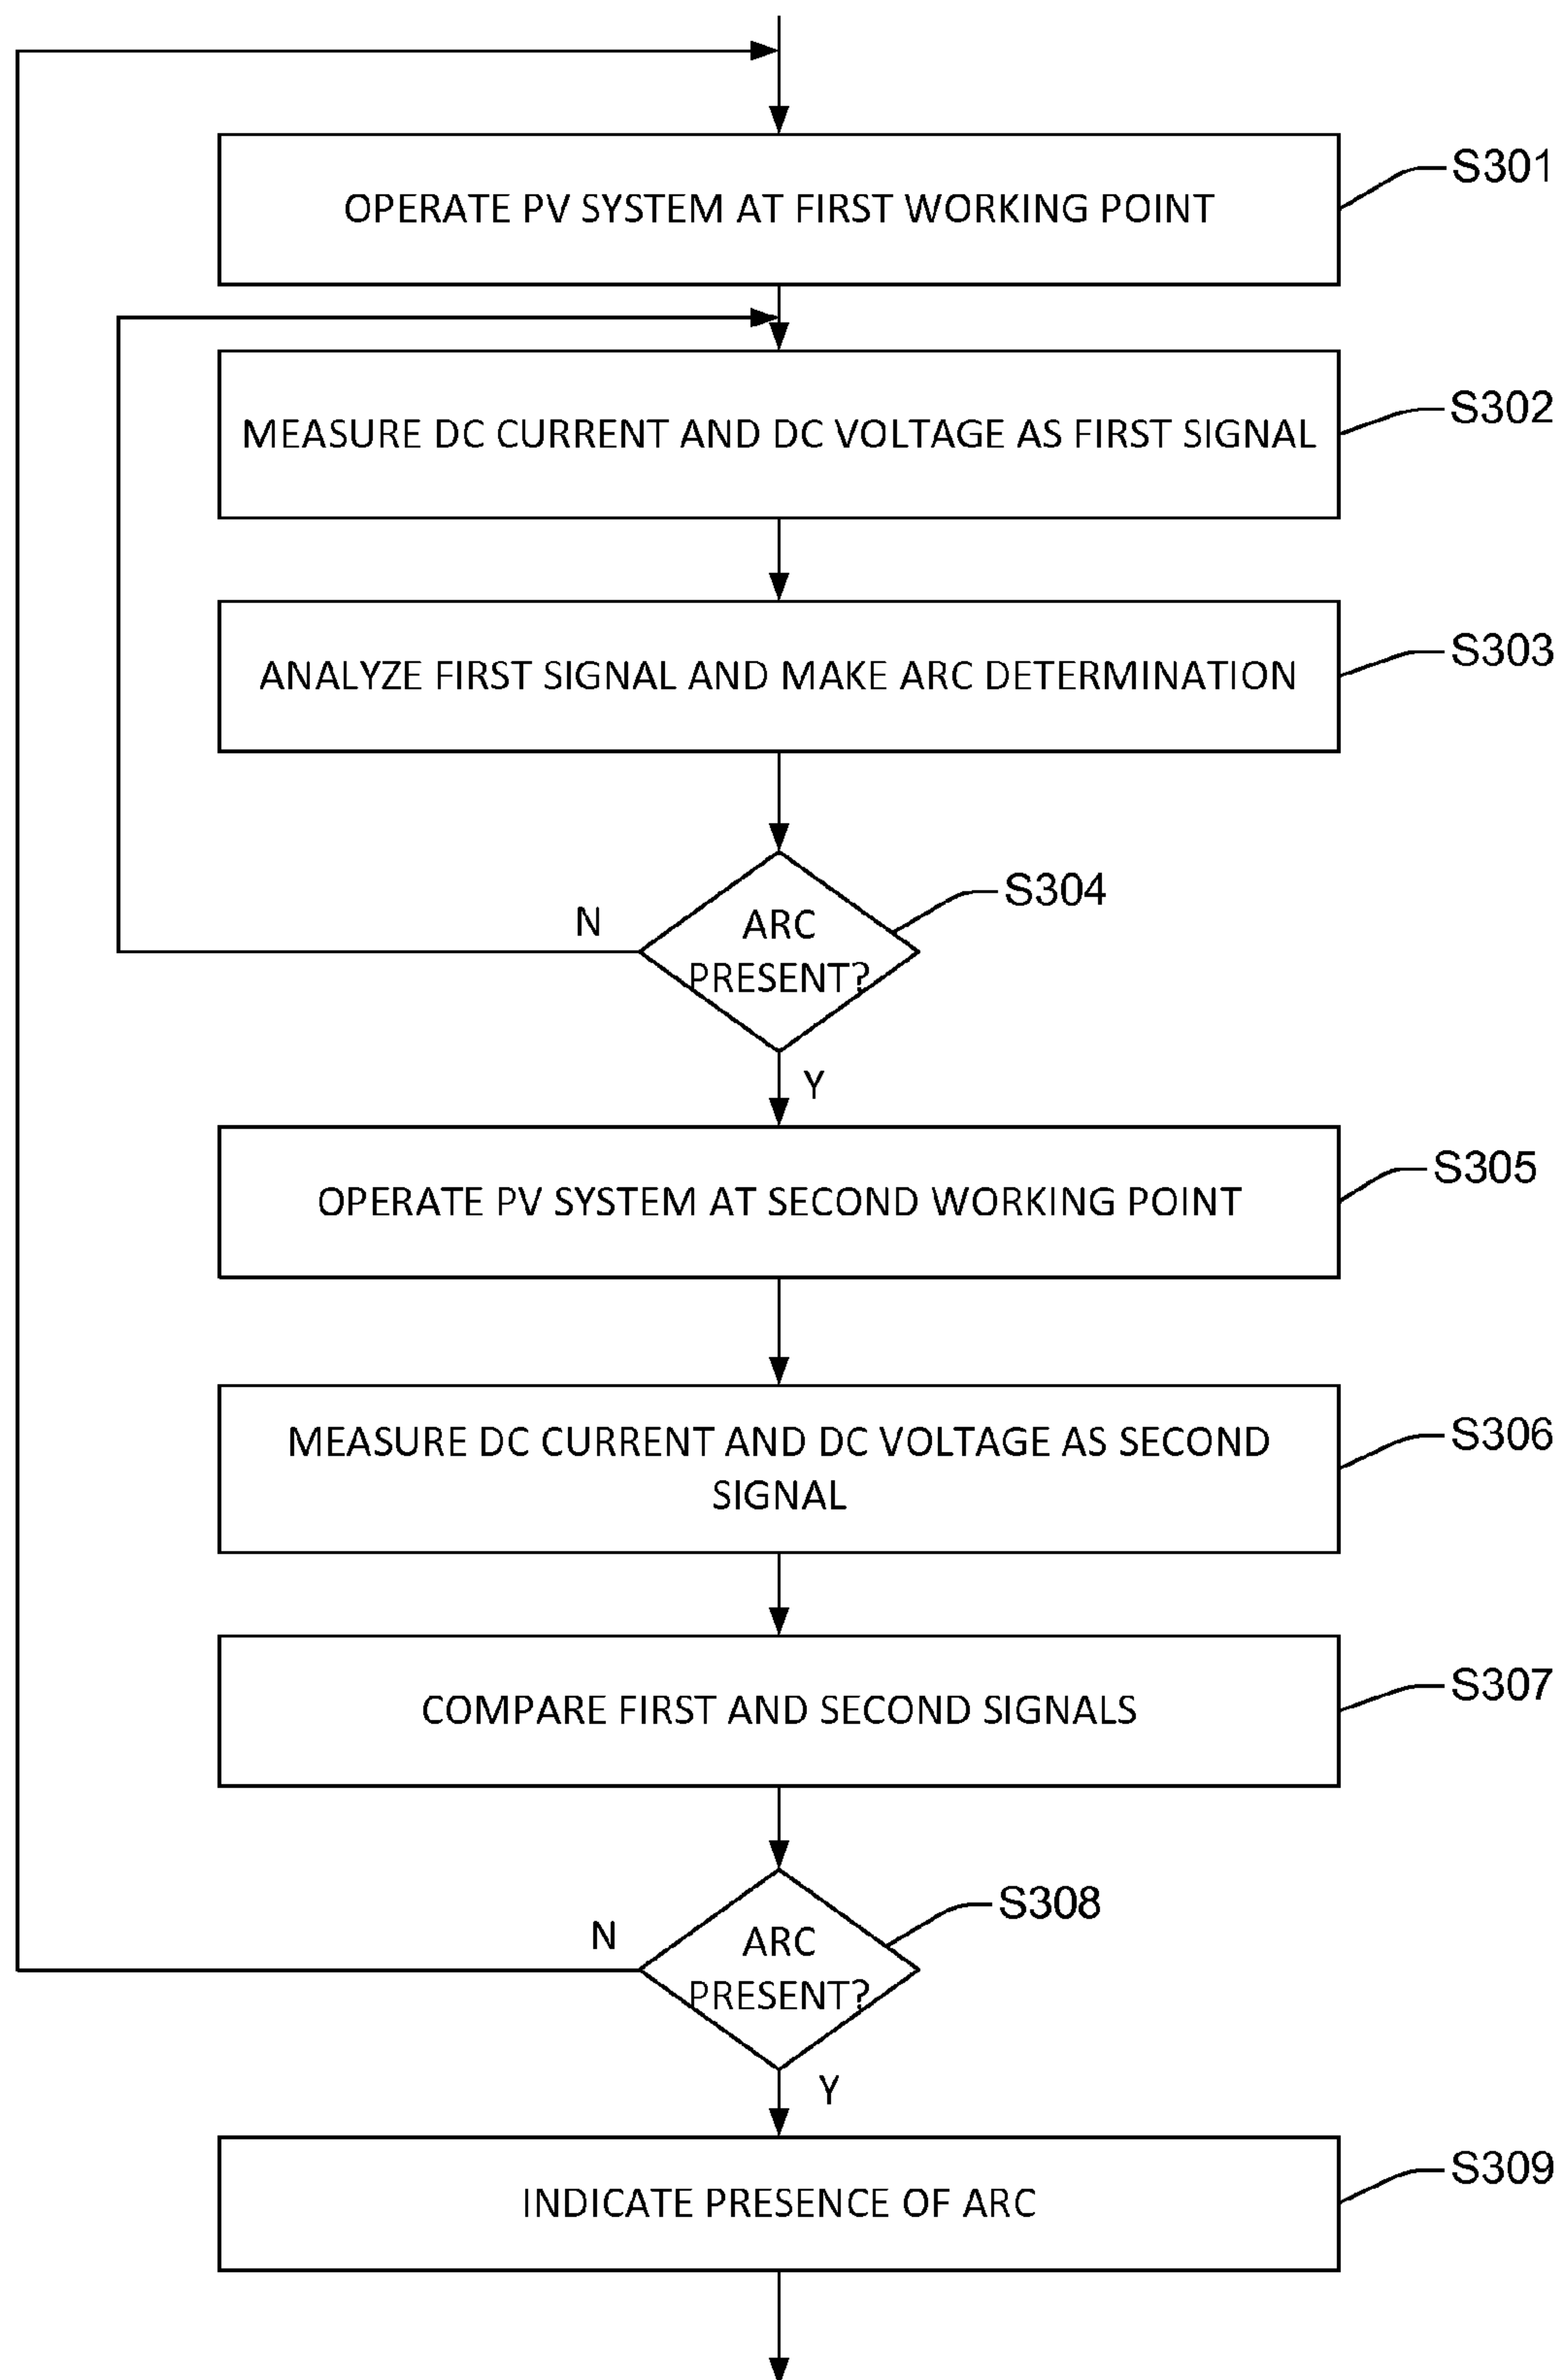 S301
OPERATE PV SYSTEM AT FIRST WORKING POINT
S302
MEASURE DC CURRENT AND DC VOLTAGE AS FIRST SIGNAL
S303
ANALYZE FIRST SIGNAL AND MAKE ARC DETERMINATION
S304
N
ARC
PRESENT?
Y
S305
OPERATE PV SYSTEM AT SECOND WORKING POINT
S306
MEASURE DC CURRENT AND DC VOLTAGE AS SECOND
SIGNAL
S307
COMPARE FIRST AND SECOND SIGNALS
S308
N
ARC
PRESENT?
Y
S309
INDICATE PRESENCE OF ARC